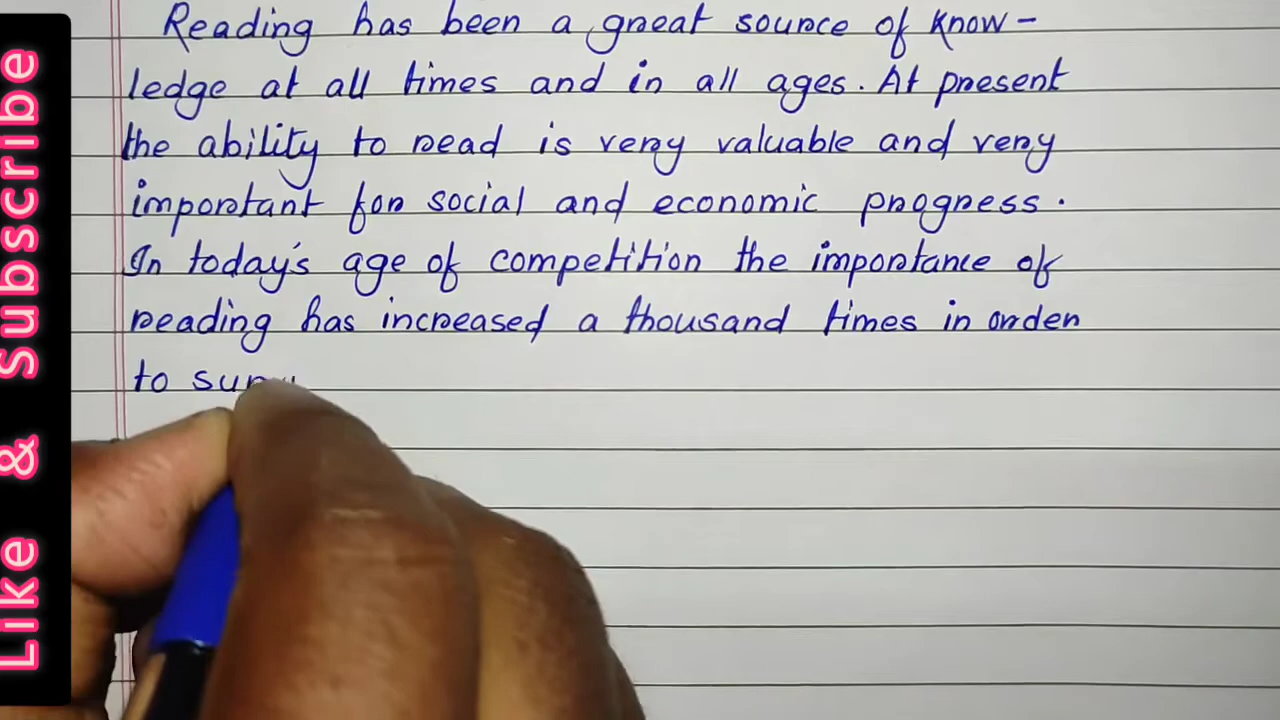 Reading has been a great source of know-
ledge at all times and in all ages. At present
the ability to read is very valuable and very
important for social and economic progress.
In today's age of competition the importance of
reading has increased a thousand times in order
to
Like & Subscribe